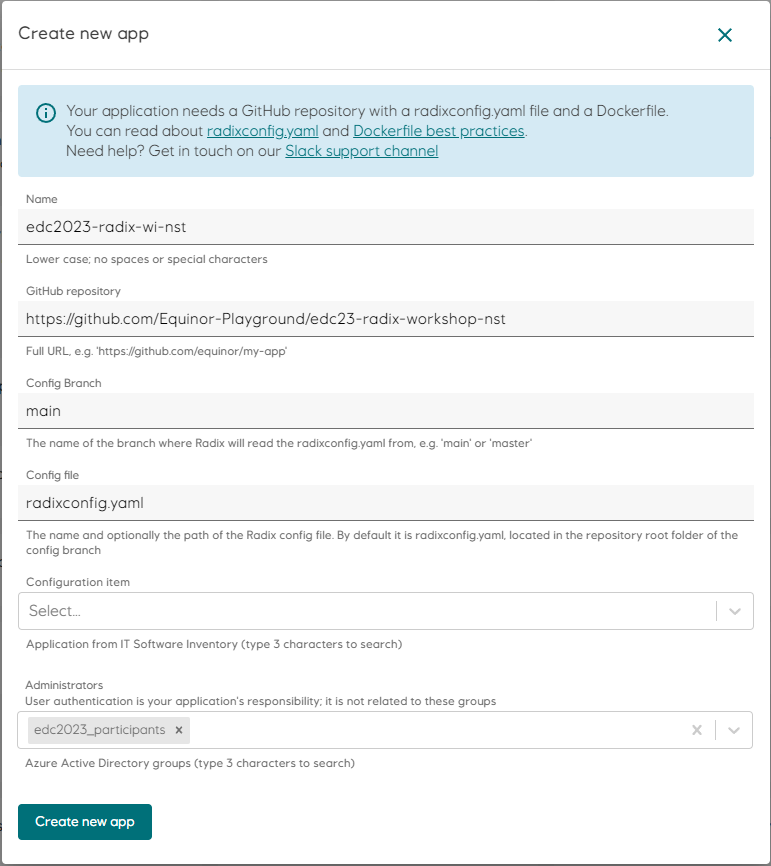 Create new app
Your application needs a GitHub repository with a radixconfig.yaml file and a Dockerfile.
You can read about radixconfig.yaml and Dockerfile best practices.
Need help? Get in touch on our Slack support channel
Name
edc2023-radix-wi-nst
Lower case; no spaces or special characters
GitHub repository
https://github.com/Equinor-Playground/edc23-radix-workshop-nst
Full URL, e.g. 'https://github.com/equinor/my-app'
Config Branch
main
The name of the branch where Radix will read the radixconfig.yaml from, e.g. 'main' or 'master'
Config file
radixconfig.yaml
The name and optionally the path of the Radix config file. By default it is radixconfig.yaml, located in the repository root folder of the
config branch
Configuration item
Select...
Application from IT Software Inventory (type 3 characters to search)
Administrators
User authentication is your application's responsibility; it is not related to these groups
edc2023_participants
Azure Active Directory groups (type 3 characters to search)
Create new app